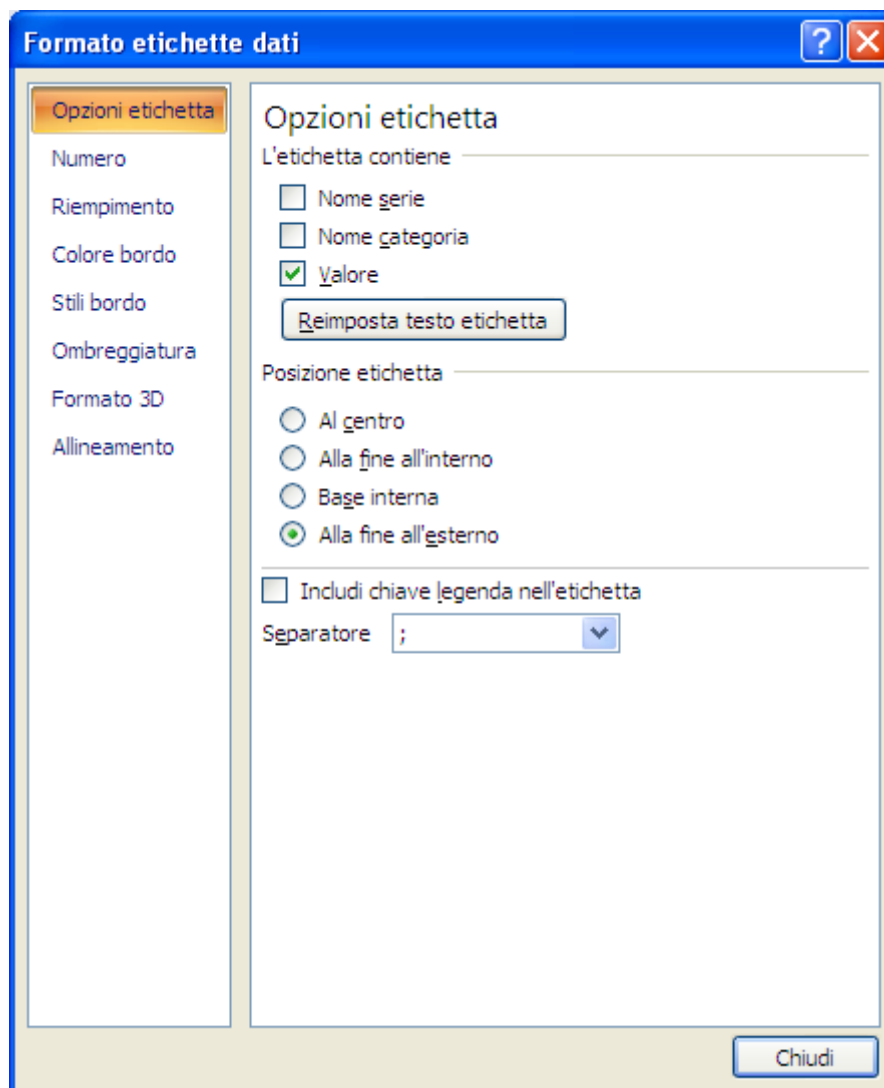 Formato etichette dati
Opzioni etichetta
Numero
Riempimento
Colore bordo
Stili bordo
Ombreggiatura
Formato 3D
Allineamento
Opzioni etichetta
L'etichetta contiene
Nome serie
Nome categoria
Valore
Reimposta testo etichetta
Posizione etichetta
Al centro
Alla fine all'interno
Base interna
Alla fine all'esterno
Includi chiave legenda nell'etichetta
Separatore ;
Chiudi